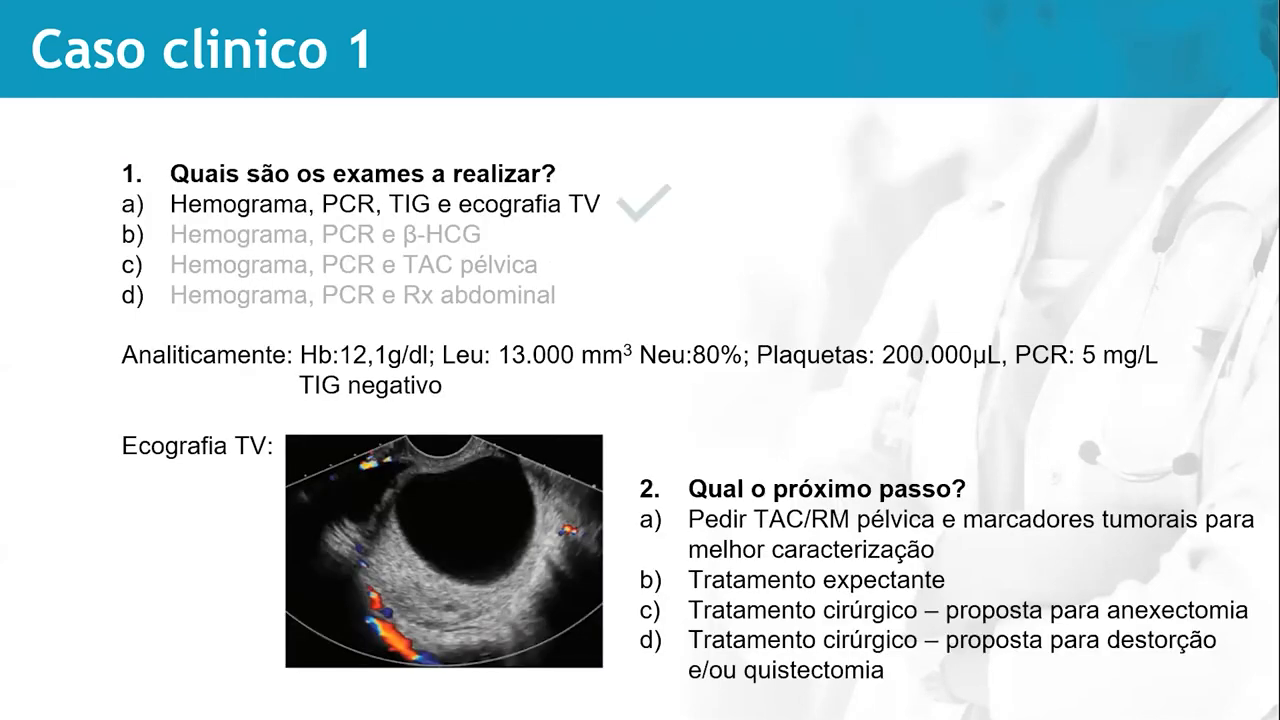 Caso clinico 1
1. Quais são os exames a realizar?
a) Hemograma, PCR, TIG e ecografia TV
b) Hemograma, PCR e β-HCG
c) Hemograma, PCR e TAC pélvica
d) Hemograma, PCR e Rx abdominal
Analiticamente: Hb:12,1g/dl; Leu: 13.000 mm³ Neu:80%; Plaquetas: 200.000µL, PCR: 5 mg/L
TIG negativo
Ecografia TV:
2. Qual o próximo passo?
a) Pedir TAC/RM pélvica e marcadores tumorais para
melhor caracterização
b) Tratamento expectante
c) Tratamento cirúrgico – proposta para anexectomia
d) Tratamento cirúrgico – proposta para destorção
e/ou quistectomia